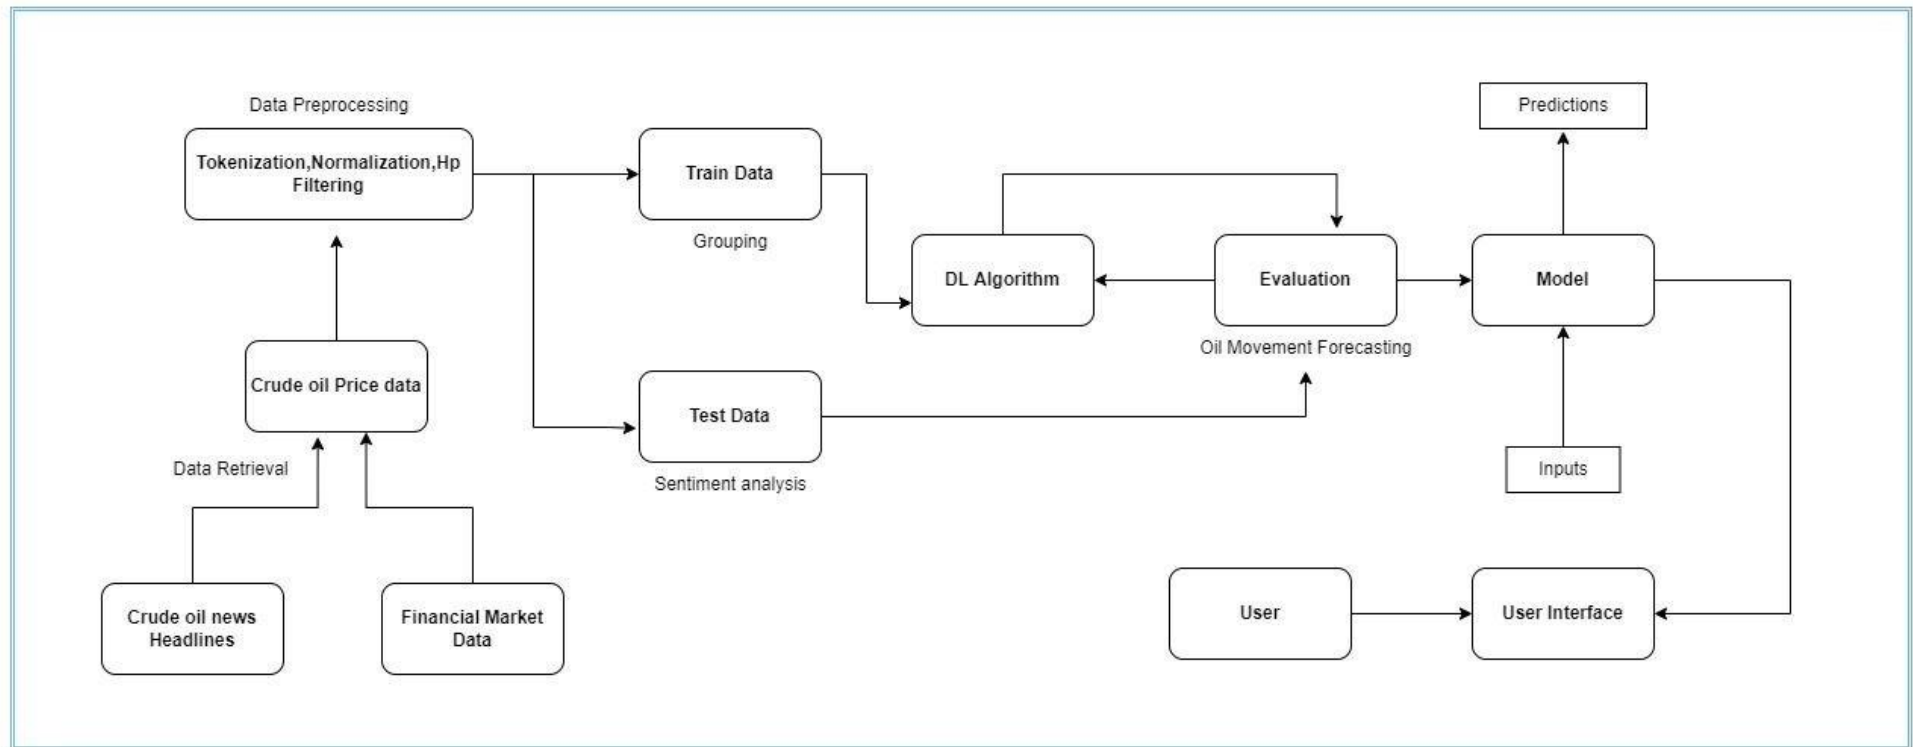 Data Preprocessing
Tokenization,Normalization,Hp
Filtering
Train Data
Grouping
DL Algorithm
Evaluation
Oil Movement Forecasting
Predictions
Model
Inputs
Crude oil Price data
Data Retrieval
Test Data
Sentiment analysis
Crude oil news
Headlines
Financial Market
Data
User
User Interface